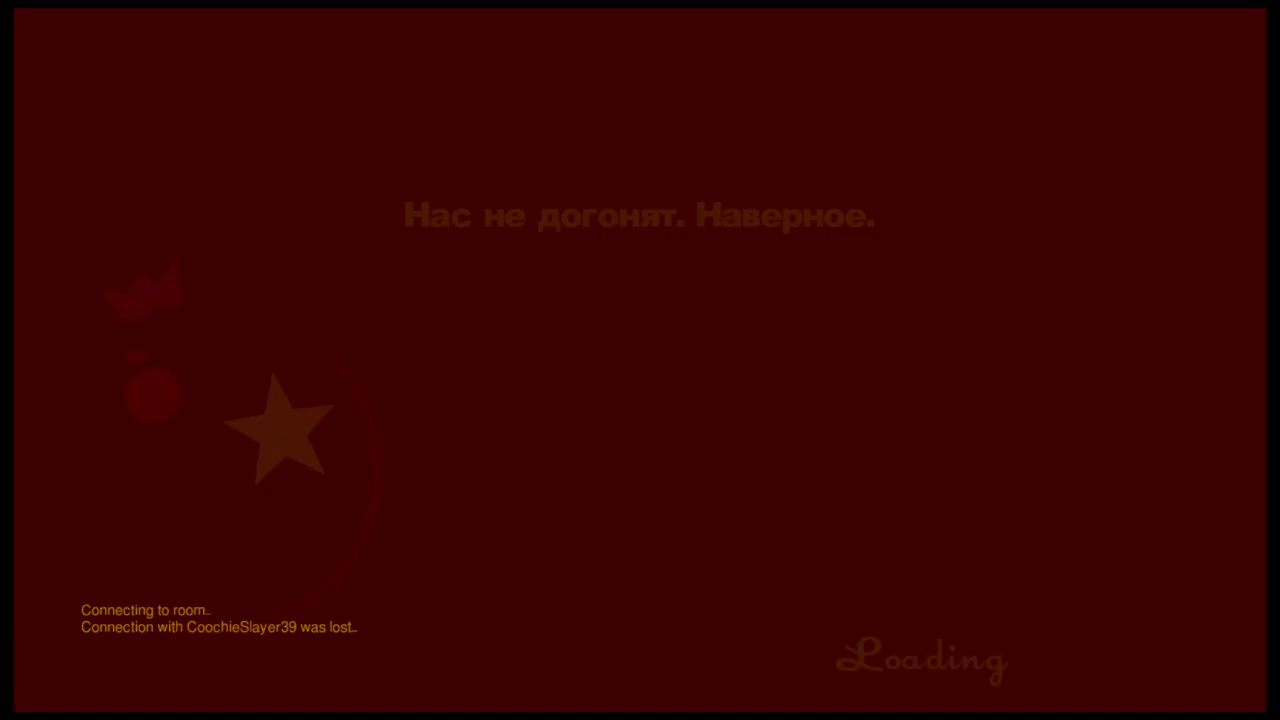 Нас не догонят. Наверное.
Connecting to room...
Connection with CoochieSlayer39 was lost...
Loading